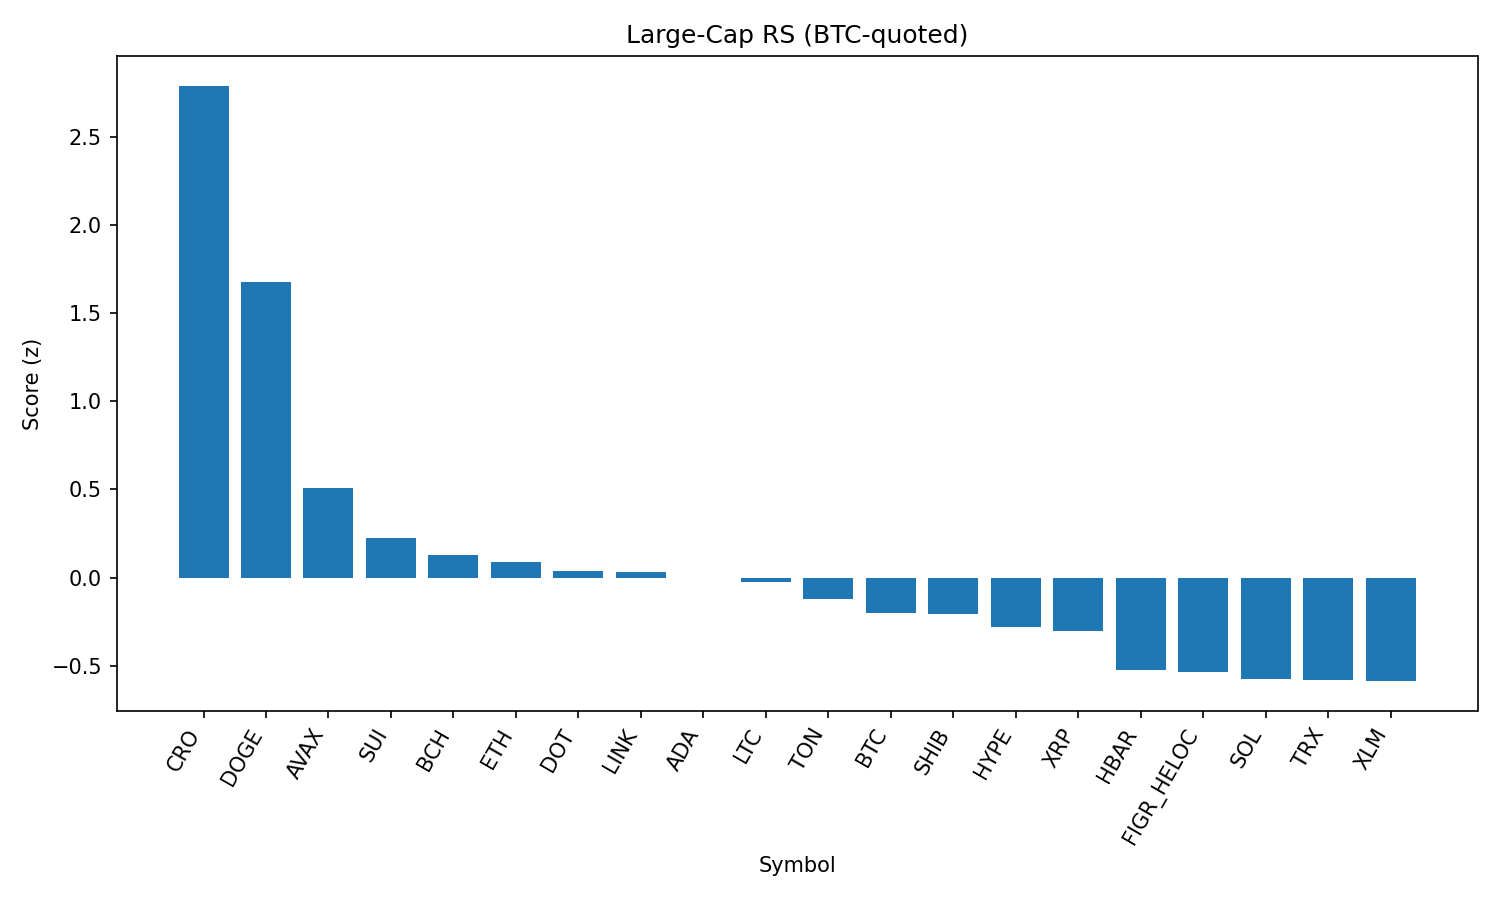 Large-Cap RS (BTC-quoted)
Score (z)
2.5
2.0
1.5
1.0
0.5
0.0
−0.5
CRO
DOGE
AVAX
SUI
BCH
ETH
DOT
LINK
ADA
LTC
TON
BTC
SHIB
HYPE
XRP
HBAR
FIGR_HELOC
SOL
TRX
XLM
Symbol